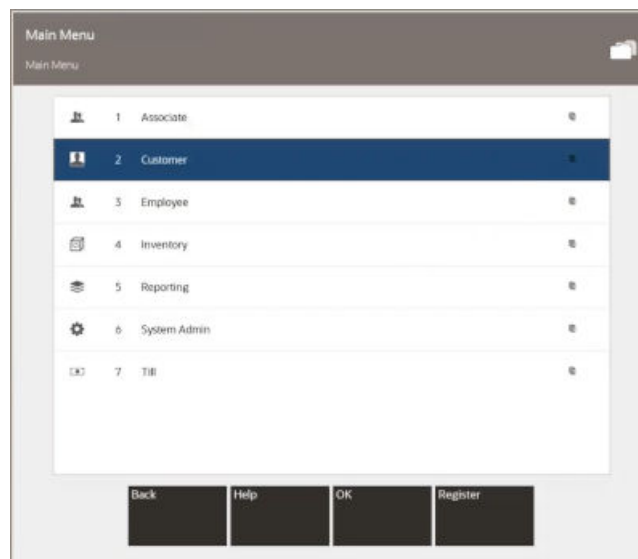 Main Menu
Main Menu
1 Associate
2 Customer
3 Employee
4 Inventory
5 Reporting
6 System Admin
7 Till
Back Help OK Register